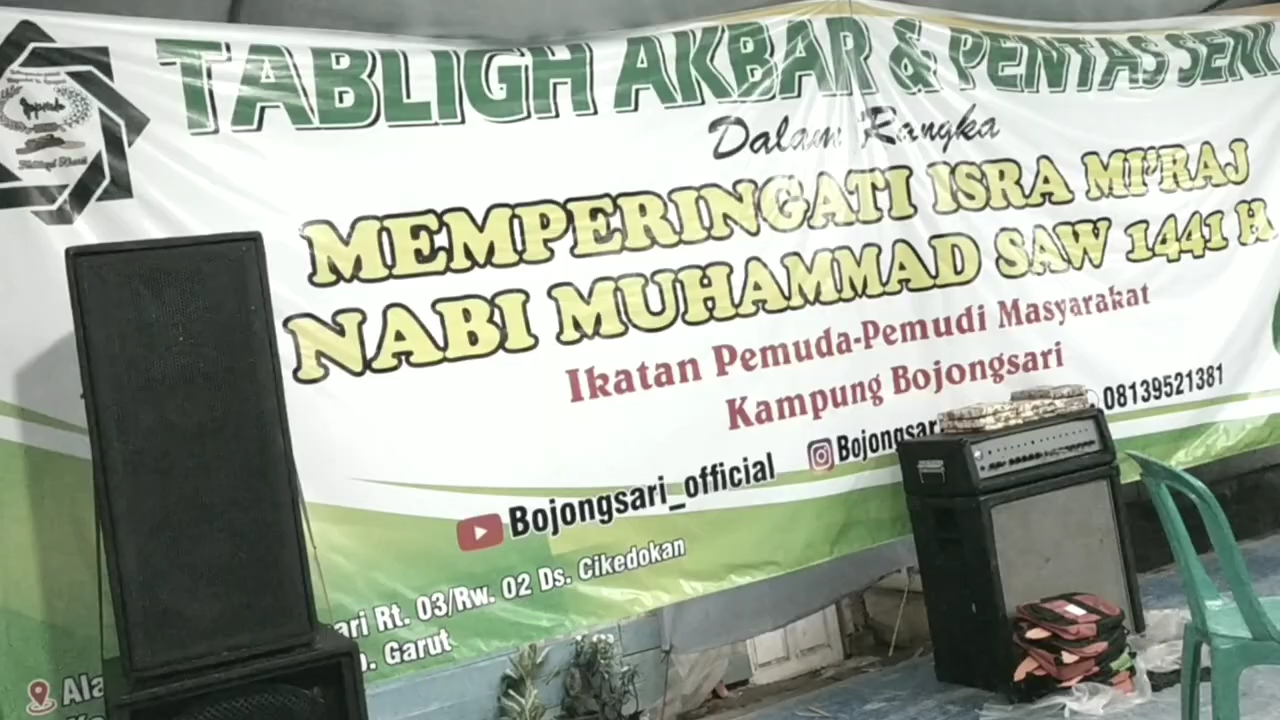 TABLIGH AKBAR & PENTAS SENI
Dalam Rangka
MEMPERINGATI ISRA MI'RAJ
NABI MUHAMMAD SAW 1441 H
Ikatan Pemuda-Pemudi Masyarakat
Kampung Bojongsari
Bojongsari_official
Bojongsari
08139521381
Rt. 03/Rw. 02 Ds. Cikedokan
Garut